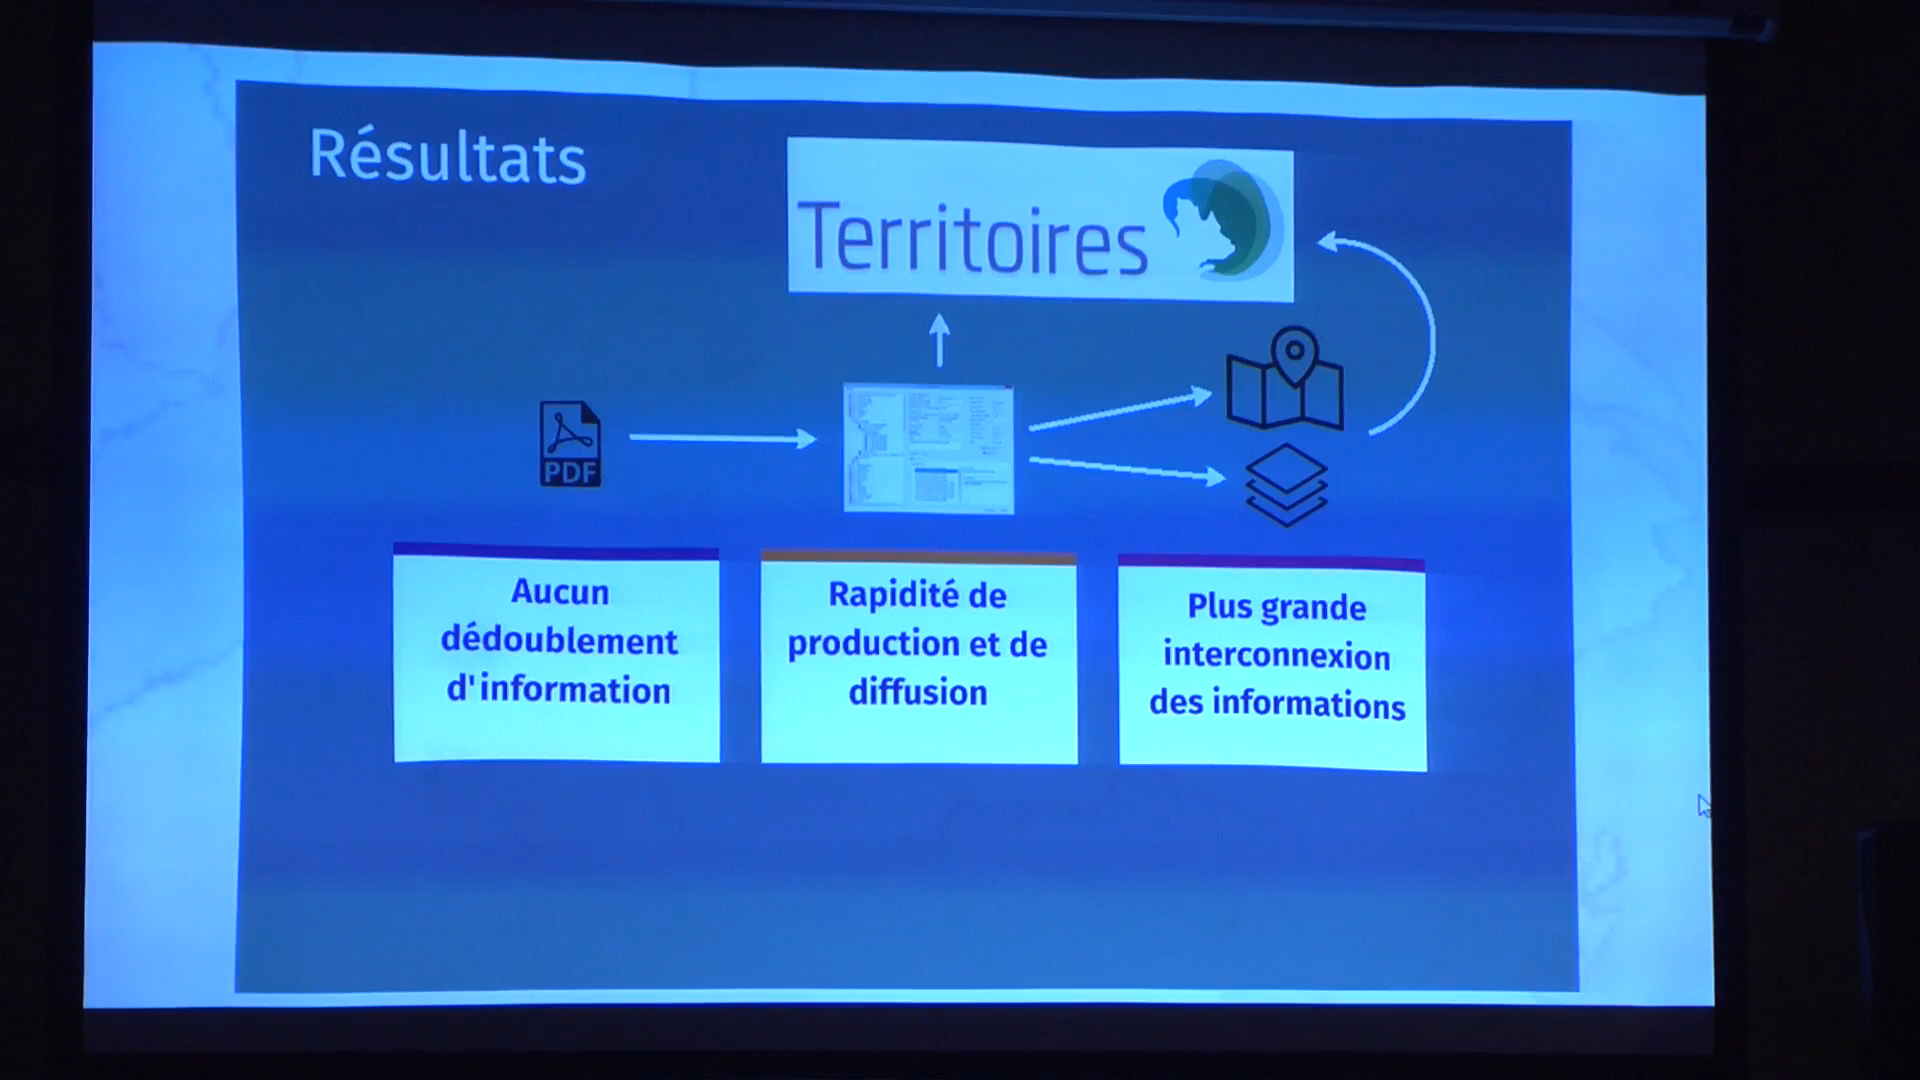 Résultats
Territoires
PDF
Aucun
dédoublement
d'information
Rapidité de
production et de
diffusion
Plus grande
interconnexion
des informations